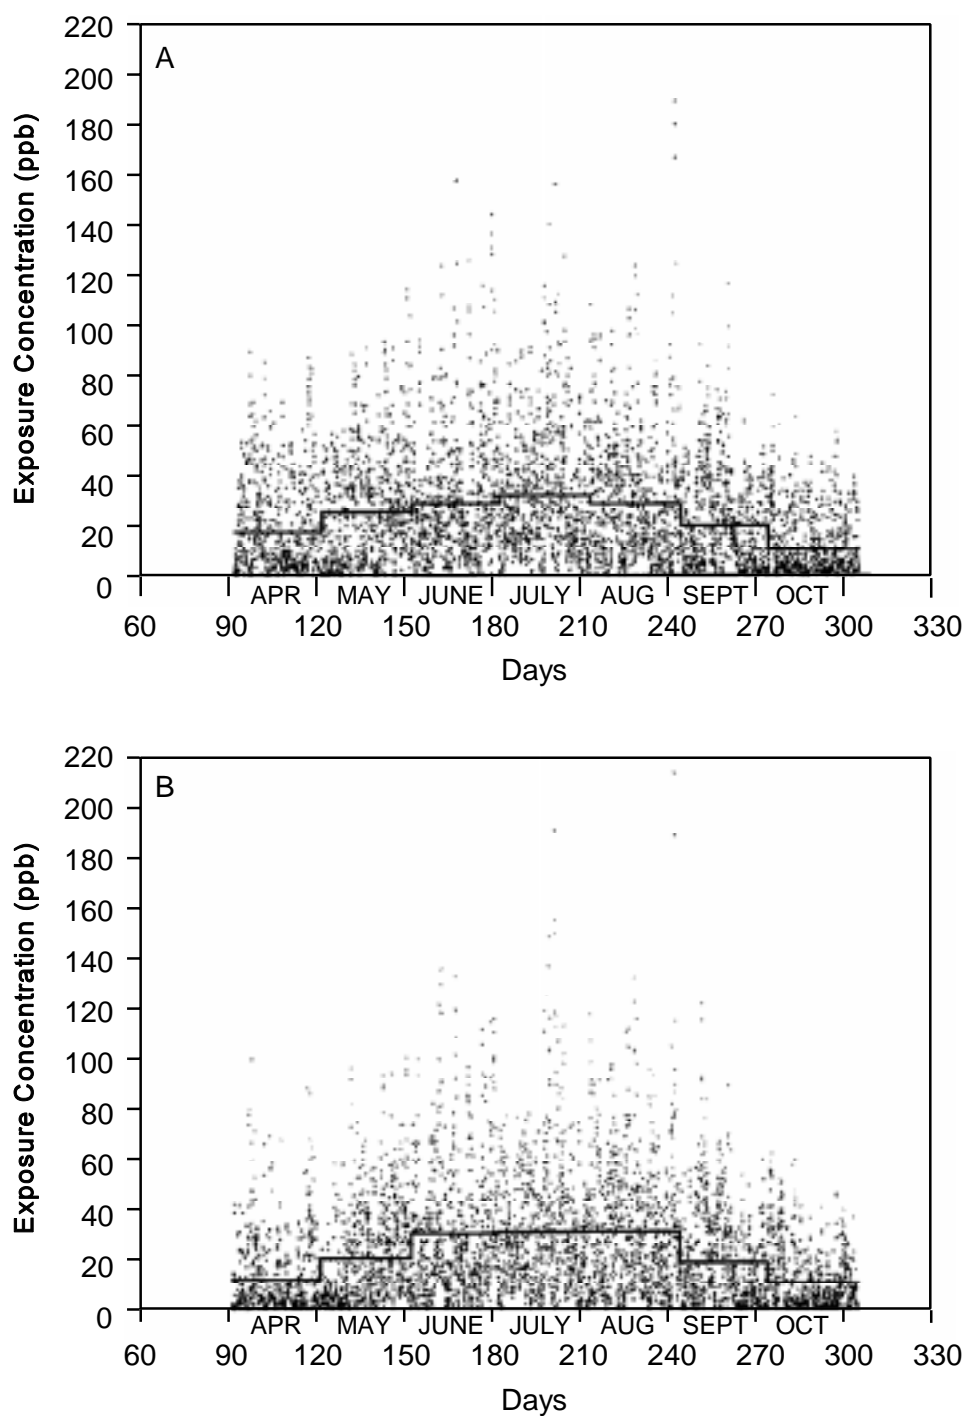 220
A
200
180
160
140
120
100
80
60
40
20
0
Exposure Concentration (ppb)
APR MAY JUNE JULY AUG SEPT OCT
60 90 120 150 180 210 240 270 300 330
Days
220
B
200
180
160
140
120
100
80
60
40
20
0
Exposure Concentration (ppb)
APR MAY JUNE JULY AUG SEPT OCT
60 90 120 150 180 210 240 270 300 330
Days